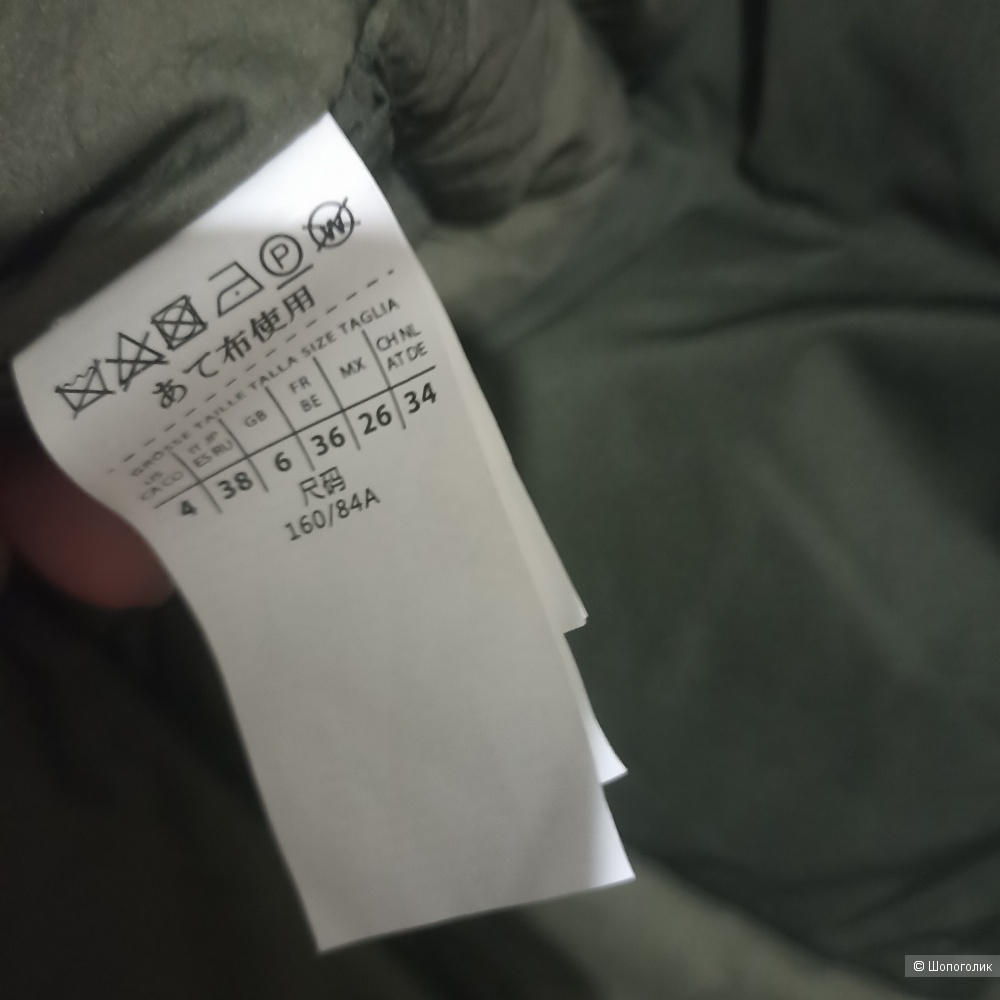 P W
あて布使用
GRÖSSE TAILLE TALLA SIZE TAGLIA
US CA CO IT JP ES RU GB FR BE MX CH NL AT DE
4 38 6 36 26 34
尺码
160/84A
© Шопоголик